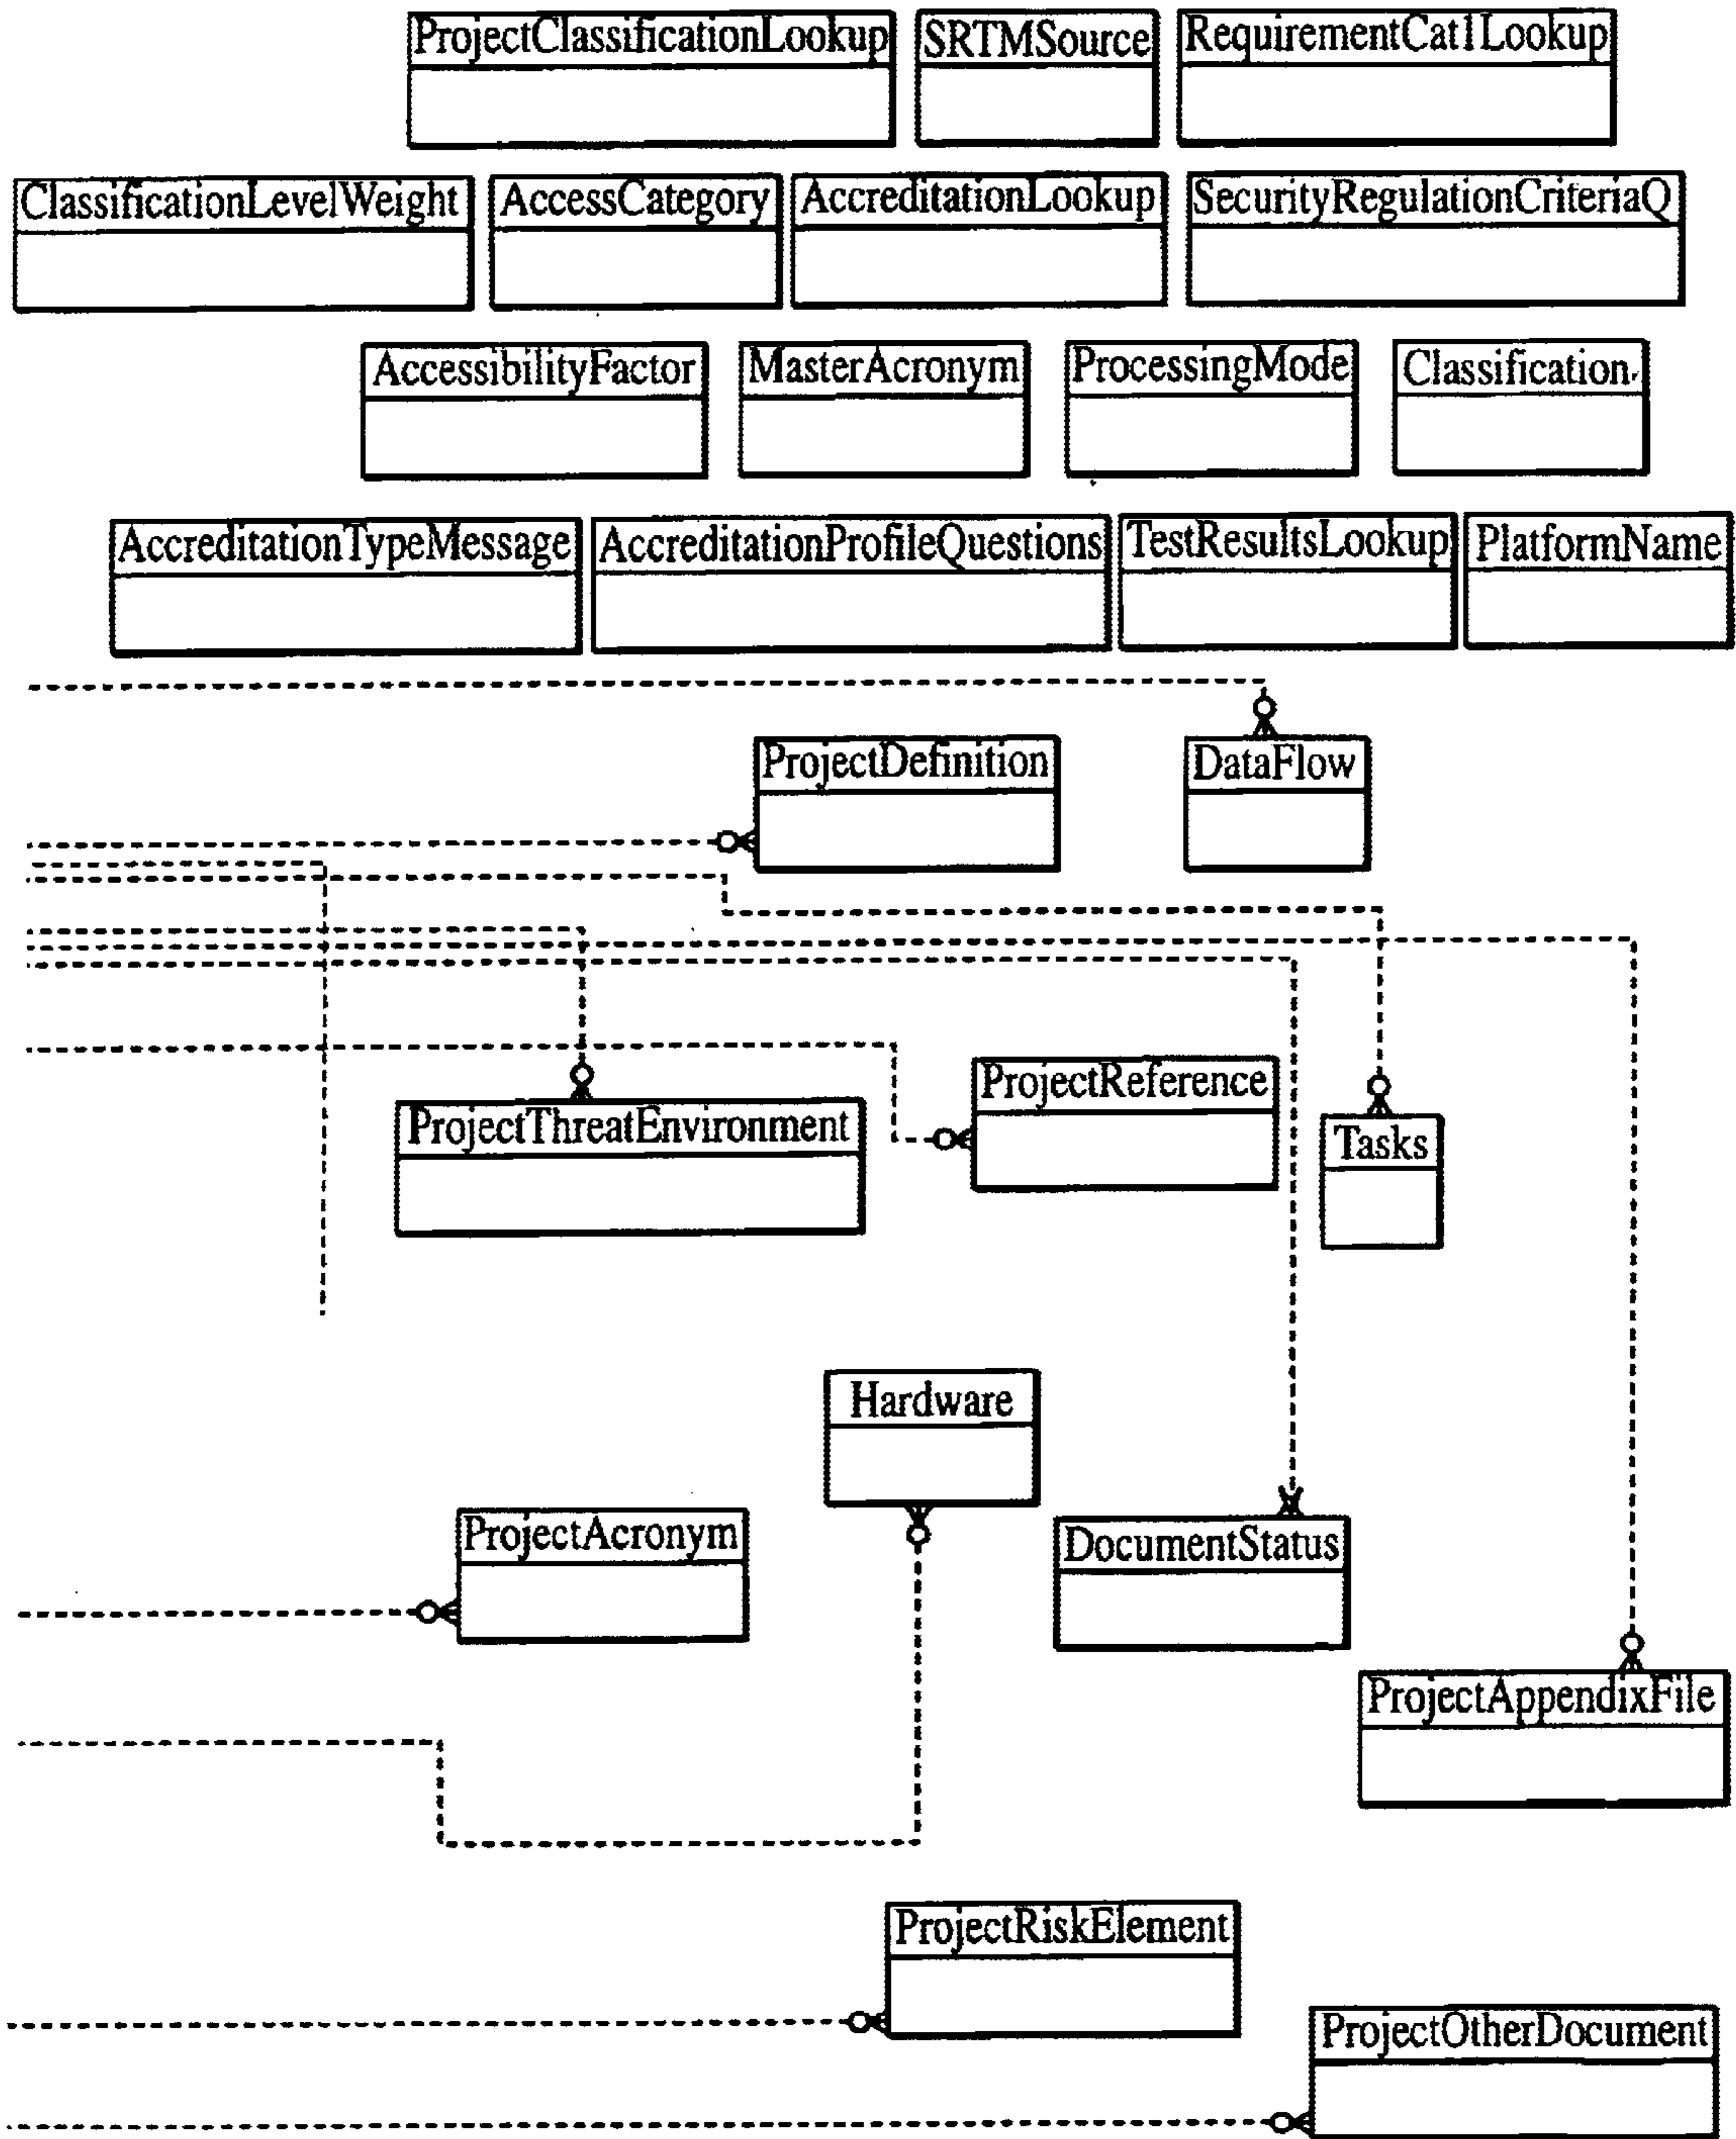 ProjectClassificationLookup
SRTMSource
RequirementCat1Lookup
ClassificationLevelWeight
AccessCategory
AccreditationLookup
SecurityRegulationCriteriaQ
AccessibilityFactor
MasterAcronym
ProcessingMode
Classification
AccreditationTypeMessage
AccreditationProfileQuestions
TestResultsLookup
PlatformName
ProjectDefinition
DataFlow
ProjectReference
ProjectThreatEnvironment
Tasks
Hardware
ProjectAcronym
DocumentStatus
ProjectAppendixFile
ProjectRiskElement
ProjectOtherDocument